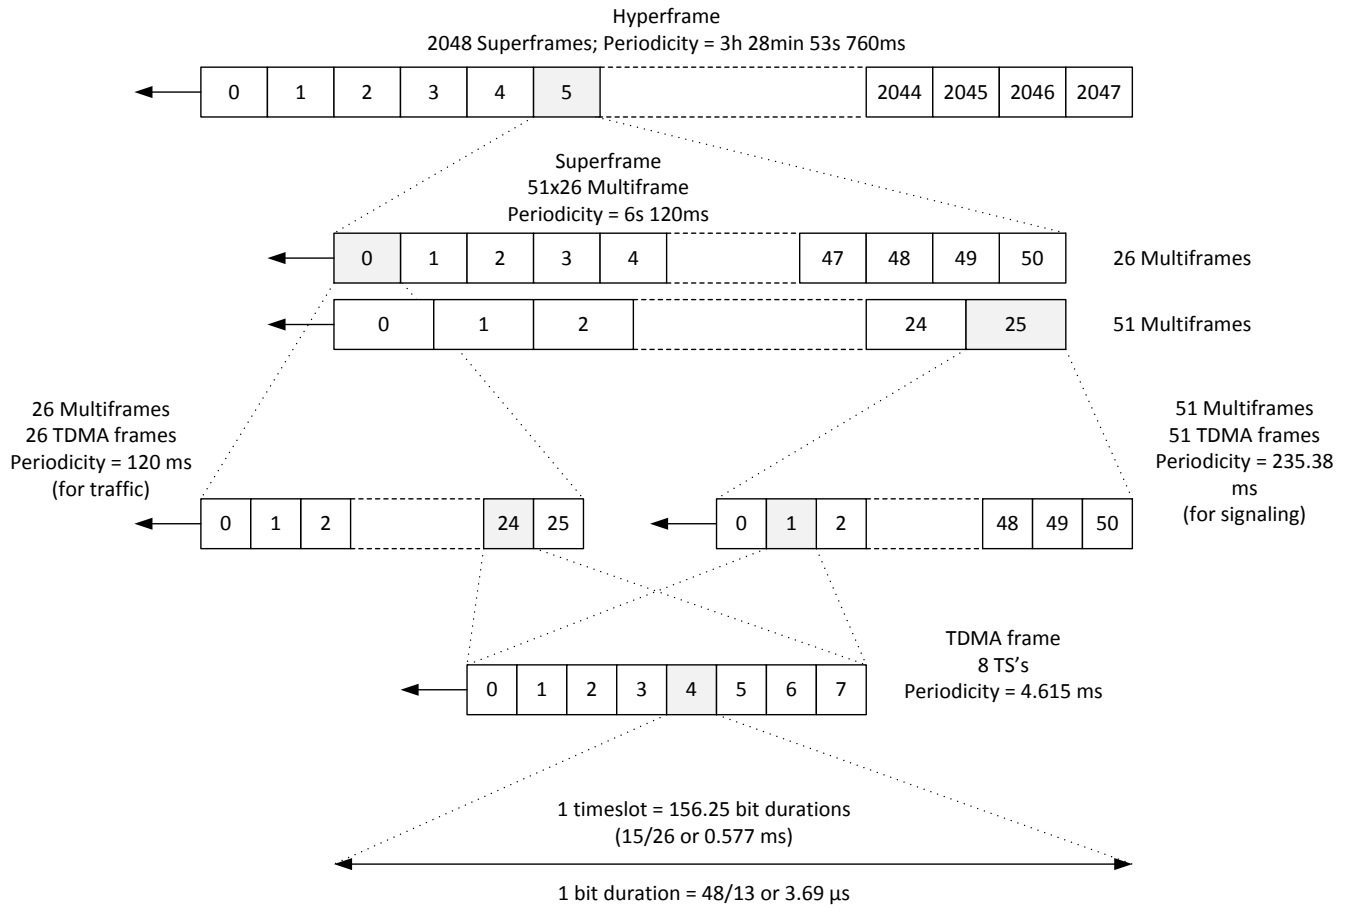 Hyperframe
2048 Superframes; Periodicity = 3h 28min 53s 760ms
0 1 2 3 4 5 2044 2045 2046 2047
Superframe
51x26 Multiframe
Periodicity = 6s 120ms
0 1 2 3 4 47 48 49 50 26 Multiframes
0 1 2 24 25 51 Multiframes
26 Multiframes
26 TDMA frames
Periodicity = 120 ms
(for traffic)
51 Multiframes
51 TDMA frames
Periodicity = 235.38
ms
(for signaling)
0 1 2 24 25
0 1 2 48 49 50
TDMA frame
8 TS’s
Periodicity = 4.615 ms
0 1 2 3 4 5 6 7
1 timeslot = 156.25 bit durations
(15/26 or 0.577 ms)
1 bit duration = 48/13 or 3.69 µs